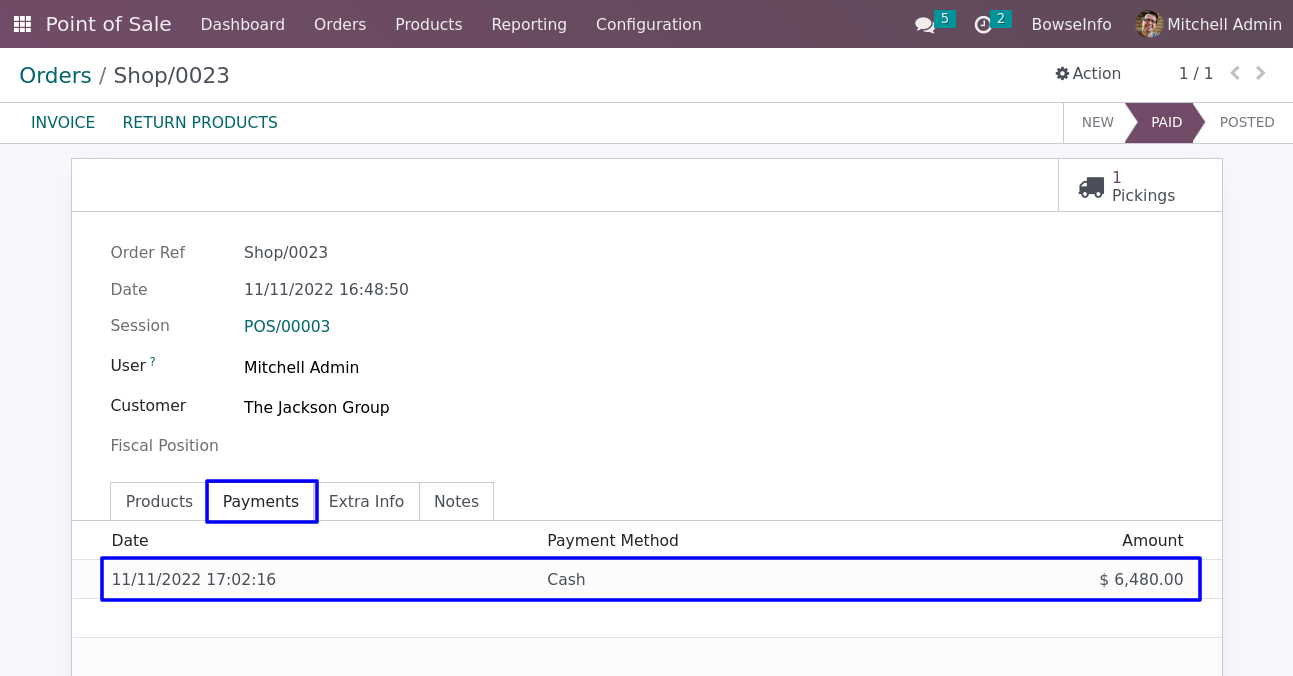 Point of Sale Dashboard Orders Products Reporting Configuration 5 2 BowseInfo Mitchell Admin
Orders / Shop/0023 Action 1 / 1
INVOICE RETURN PRODUCTS NEW PAID POSTED
1
Pickings
Order Ref Shop/0023
Date 11/11/2022 16:48:50
Session POS/00003
User ? Mitchell Admin
Customer The Jackson Group
Fiscal Position
Products Payments Extra Info Notes
Date Payment Method Amount
11/11/2022 17:02:16 Cash $ 6,480.00